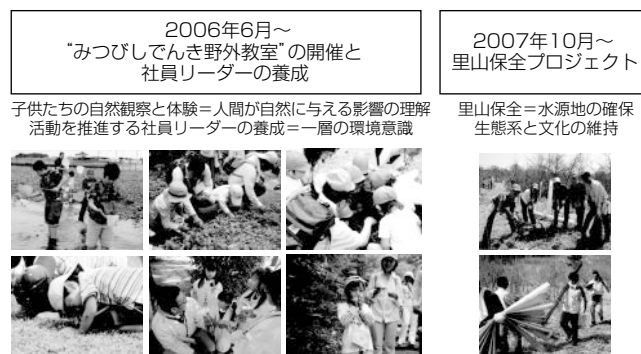 2006年6月～
“みつびしでんき野外教室”の開催と
社員リーダーの養成
子供たちの自然観察と体験＝人間が自然に与える影響の理解
活動を推進する社員リーダーの養成＝一層の環境意識
2007年10月～
里山保全プロジェクト
里山保全＝水源地の確保
生態系と文化の維持